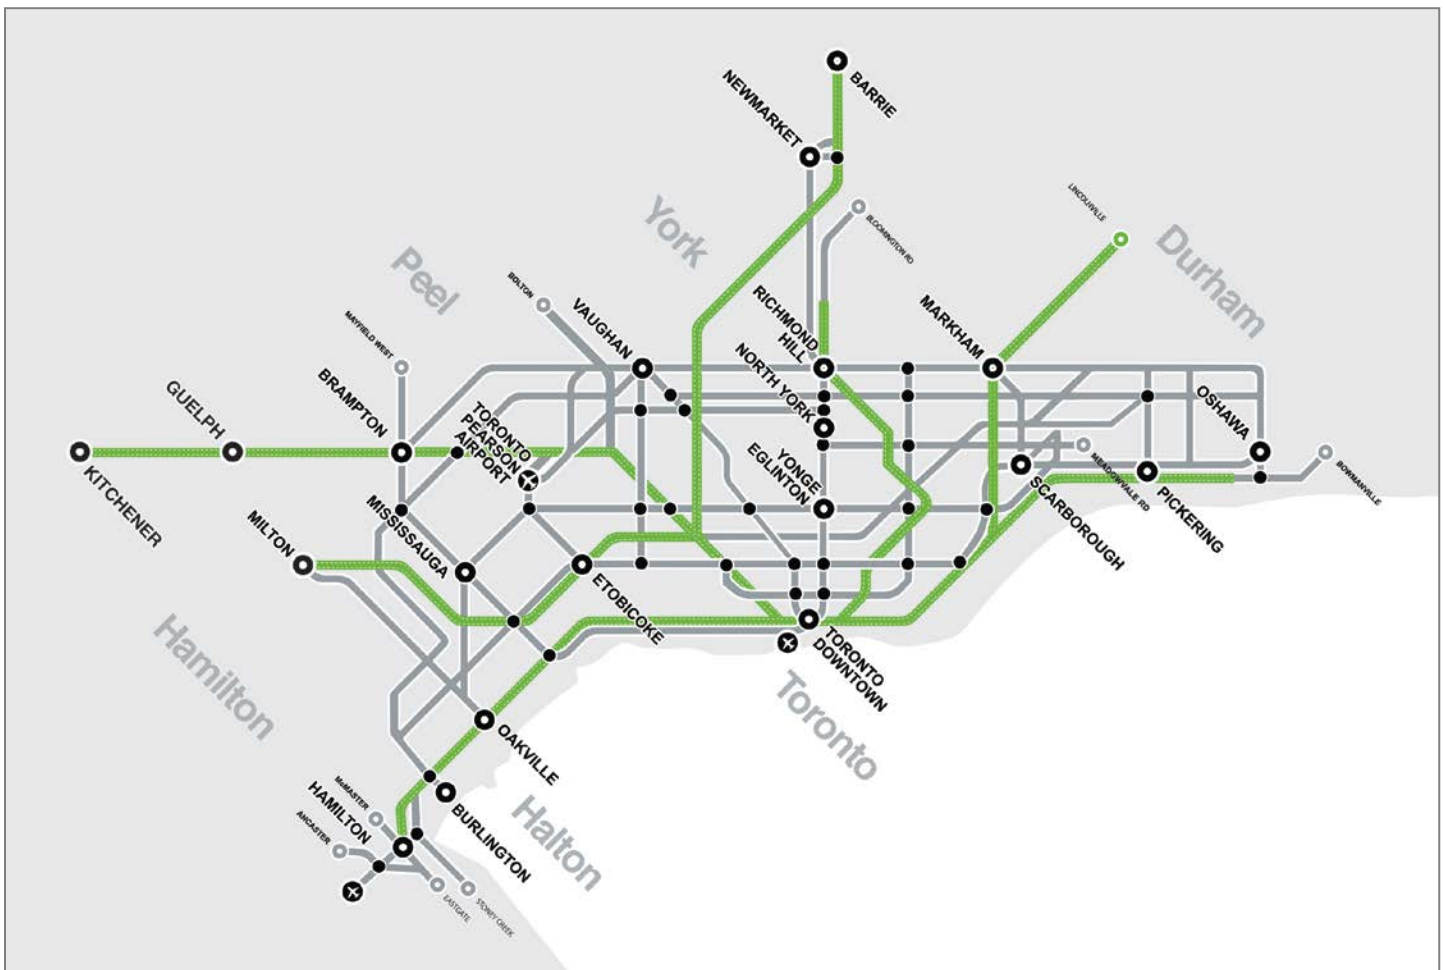 BARRIE
NEWMARKET
BLOOMINGTON RD
LINCOLNVILLE
York
Durham
Peel
BOLTON
VAUGHAN
RICHMOND
HILL
MARKHAM
MAYFIELD WEST
NORTH YORK
BRAMPTON
GUELPH
OSHAWA
TORONTO
PEARSON
AIRPORT
KITCHENER
YONGE
EGLINTON
MEADOWVALE RD
BOWMANVILLE
SCARBOROUGH
PICKERING
MILTON
MISSISSAUGA
ETOBICOKE
TORONTO
DOWNTOWN
Hamilton
Toronto
OAKVILLE
McMASTER
HAMILTON
ANCASTER
BURLINGTON
Halton
EASTGATE
STONEY CREEK